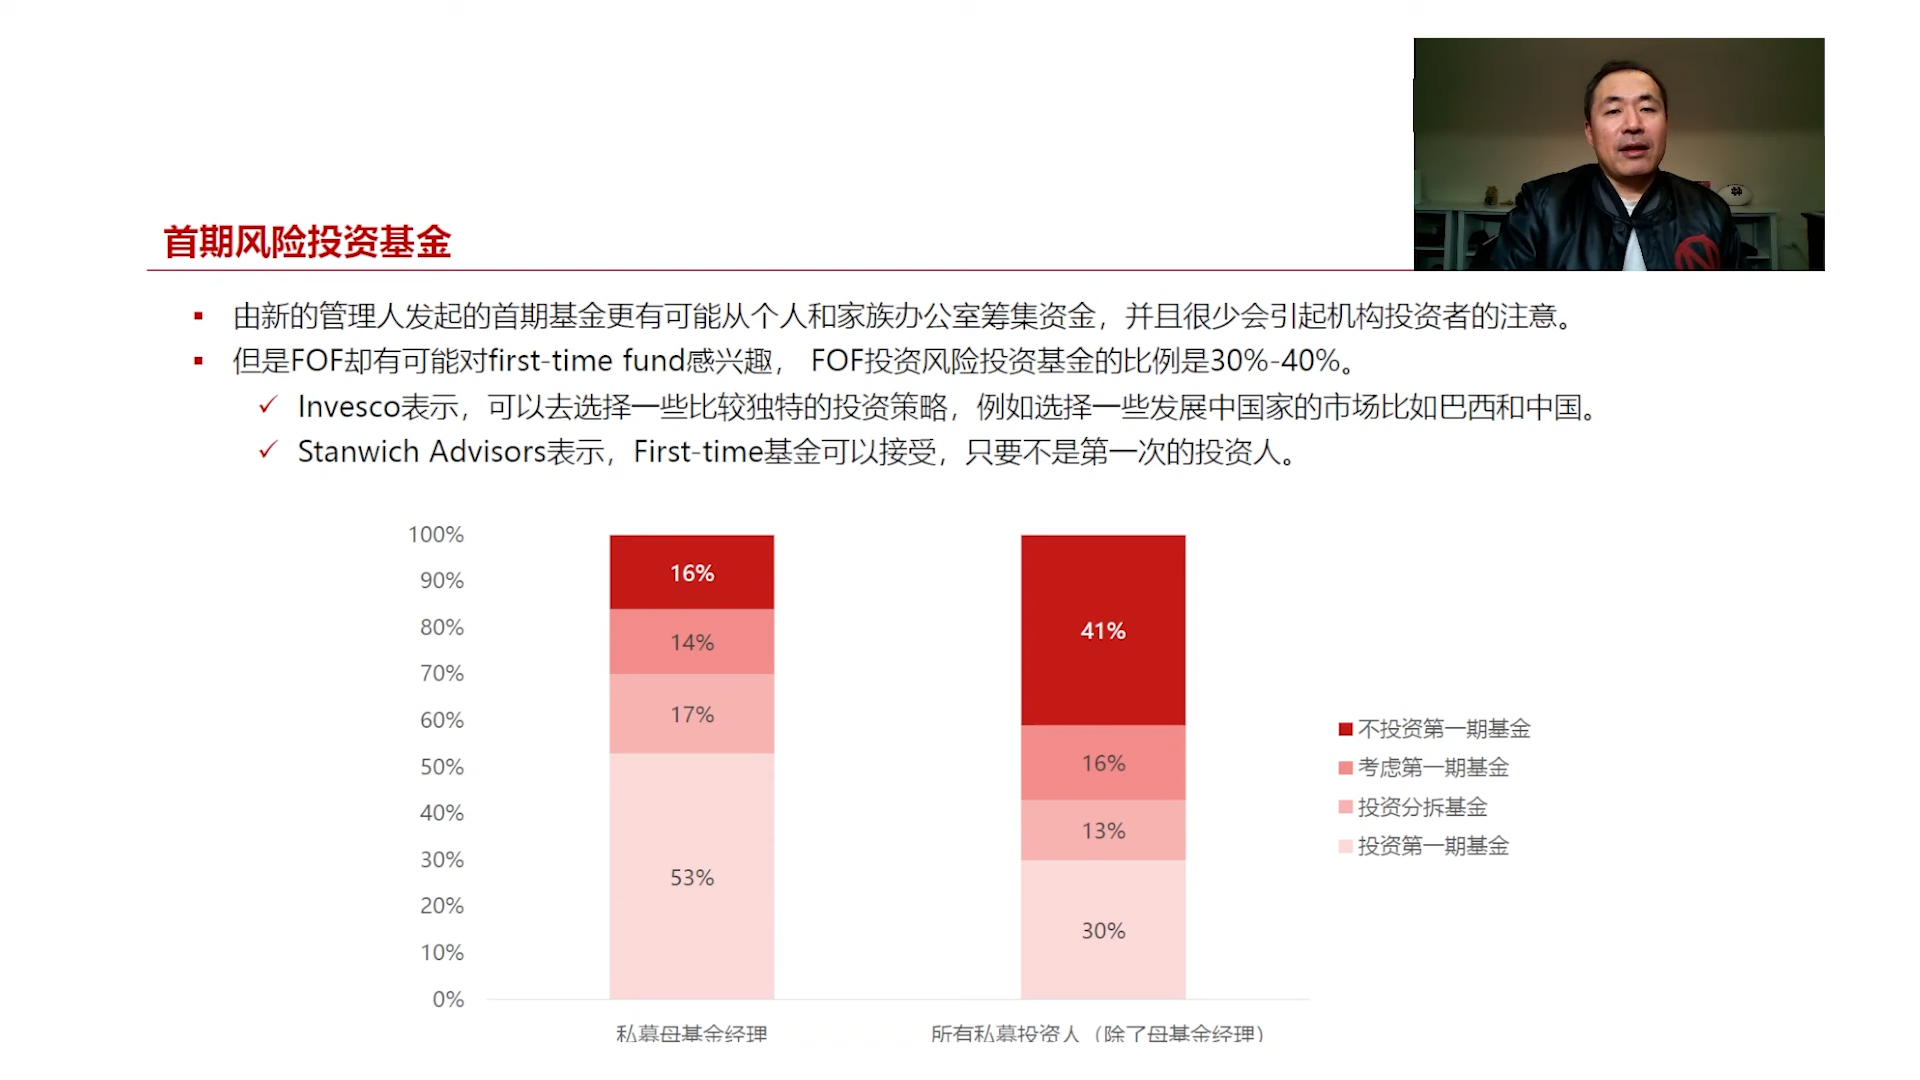 首期风险投资基金
▪ 由新的管理人发起的首期基金更有可能从个人和家族办公室筹集资金，并且很少会引起机构投资者的注意。
▪ 但是FOF却有可能对first-time fund感兴趣， FOF投资风险投资基金的比例是30%-40%。
✓ Invesco表示，可以去选择一些比较独特的投资策略，例如选择一些发展中国家的市场比如巴西和中国。
✓ Stanwich Advisors表示，First-time基金可以接受，只要不是第一次的投资人。
100%
90%
80%
70%
60%
50%
40%
30%
20%
10%
0%
16%
14%
17%
53%
41%
16%
13%
30%
不投资第一期基金
考虑第一期基金
投资分拆基金
投资第一期基金
私募母基金经理
所有私募投资人（除了母基金经理）